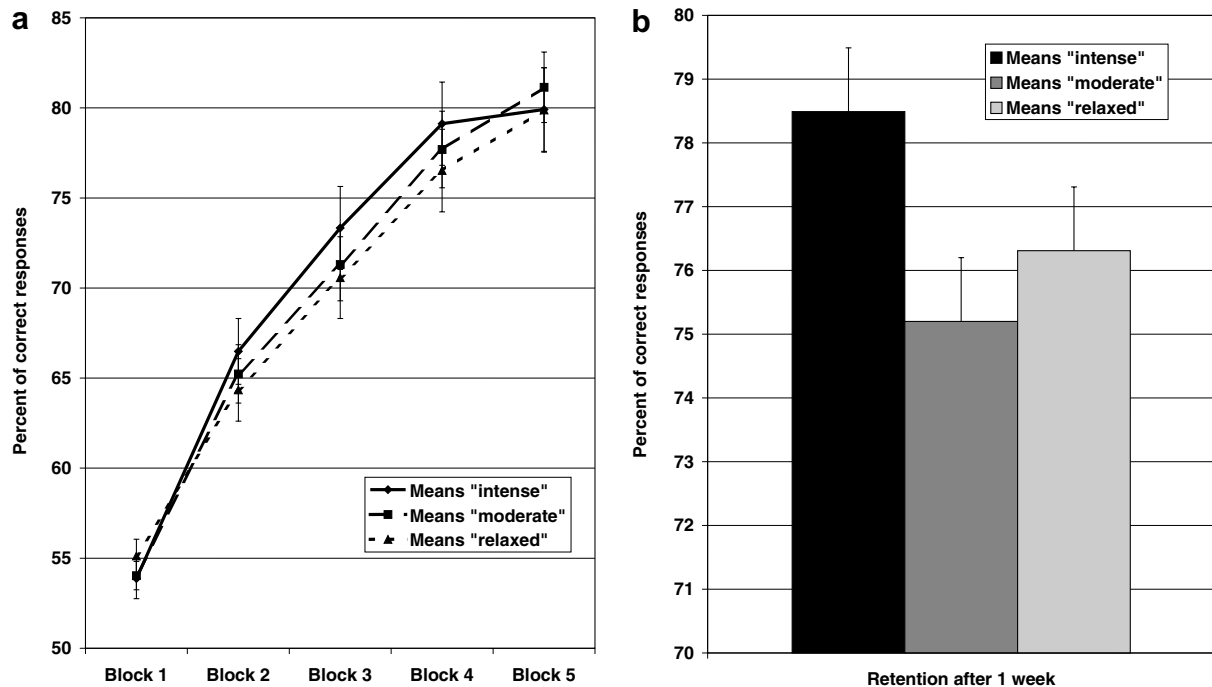 a
Percent of correct responses
85
80
75
70
65
60
55
50
Means "intense"
Means "moderate"
Means "relaxed"
Block 1 Block 2 Block 3 Block 4 Block 5
b
Percent of correct responses
80
79
78
77
76
75
74
73
72
71
70
Means "intense"
Means "moderate"
Means "relaxed"
Retention after 1 week